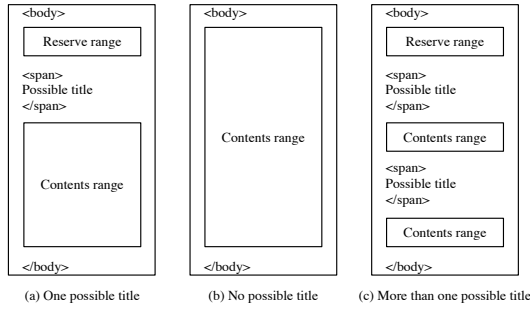 <body>
Reserve range
<span>
Possible title
</span>
Contents range
</body>
(a) One possible title
<body>
Contents range
</body>
(b) No possible title
<body>
Reserve range
<span>
Possible title
</span>
Contents range
<span>
Possible title
</span>
Contents range
</body>
(c) More than one possible title